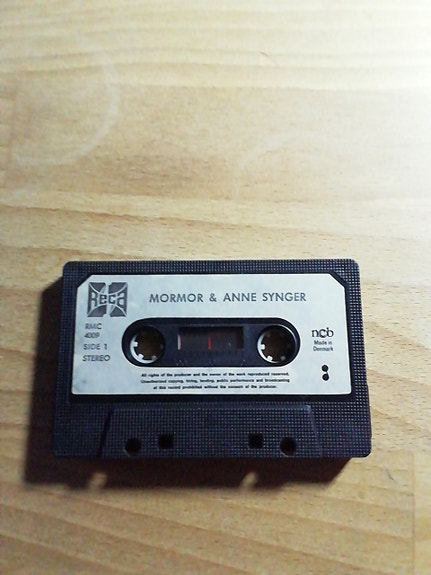 Reca
MORMOR & ANNE SYNGER
RMC
4009
SIDE 1
STEREO
ncb
Made in
Denmark
All rights of the producer and the owner of the work reproduced reserved.
Unauthorized copying, hiring, lending, public performance and broadcasting
of this record prohibited without the consent of the producer.